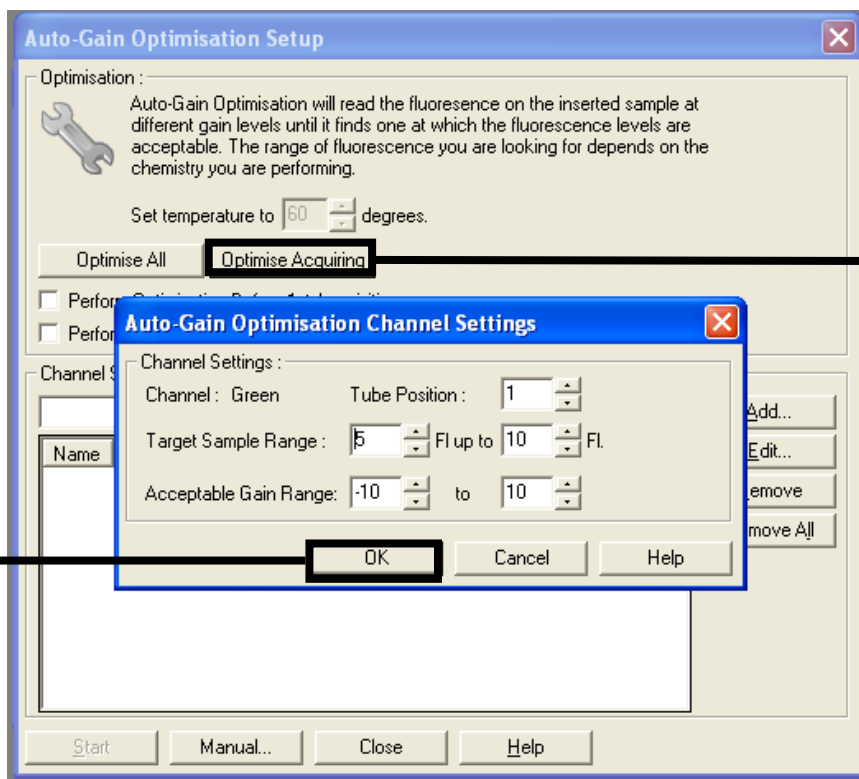 Auto-Gain Optimisation Setup
Optimisation :
Auto-Gain Optimisation will read the fluoresence on the inserted sample at
different gain levels until it finds one at which the fluorescence levels are
acceptable. The range of fluorescence you are looking for depends on the
chemistry you are performing.
Set temperature to 60 degrees.
Optimise All Optimise Acquiring
Perfor
Perfor
Auto-Gain Optimisation Channel Settings
Channel Settings :
Channel : Green Tube Position : 1
Target Sample Range : 5 Fl up to 10 Fl.
Acceptable Gain Range: -10 to 10
OK Cancel Help
Channel S
Name
Add...
Edit...
emove
move All
Start Manual... Close Help